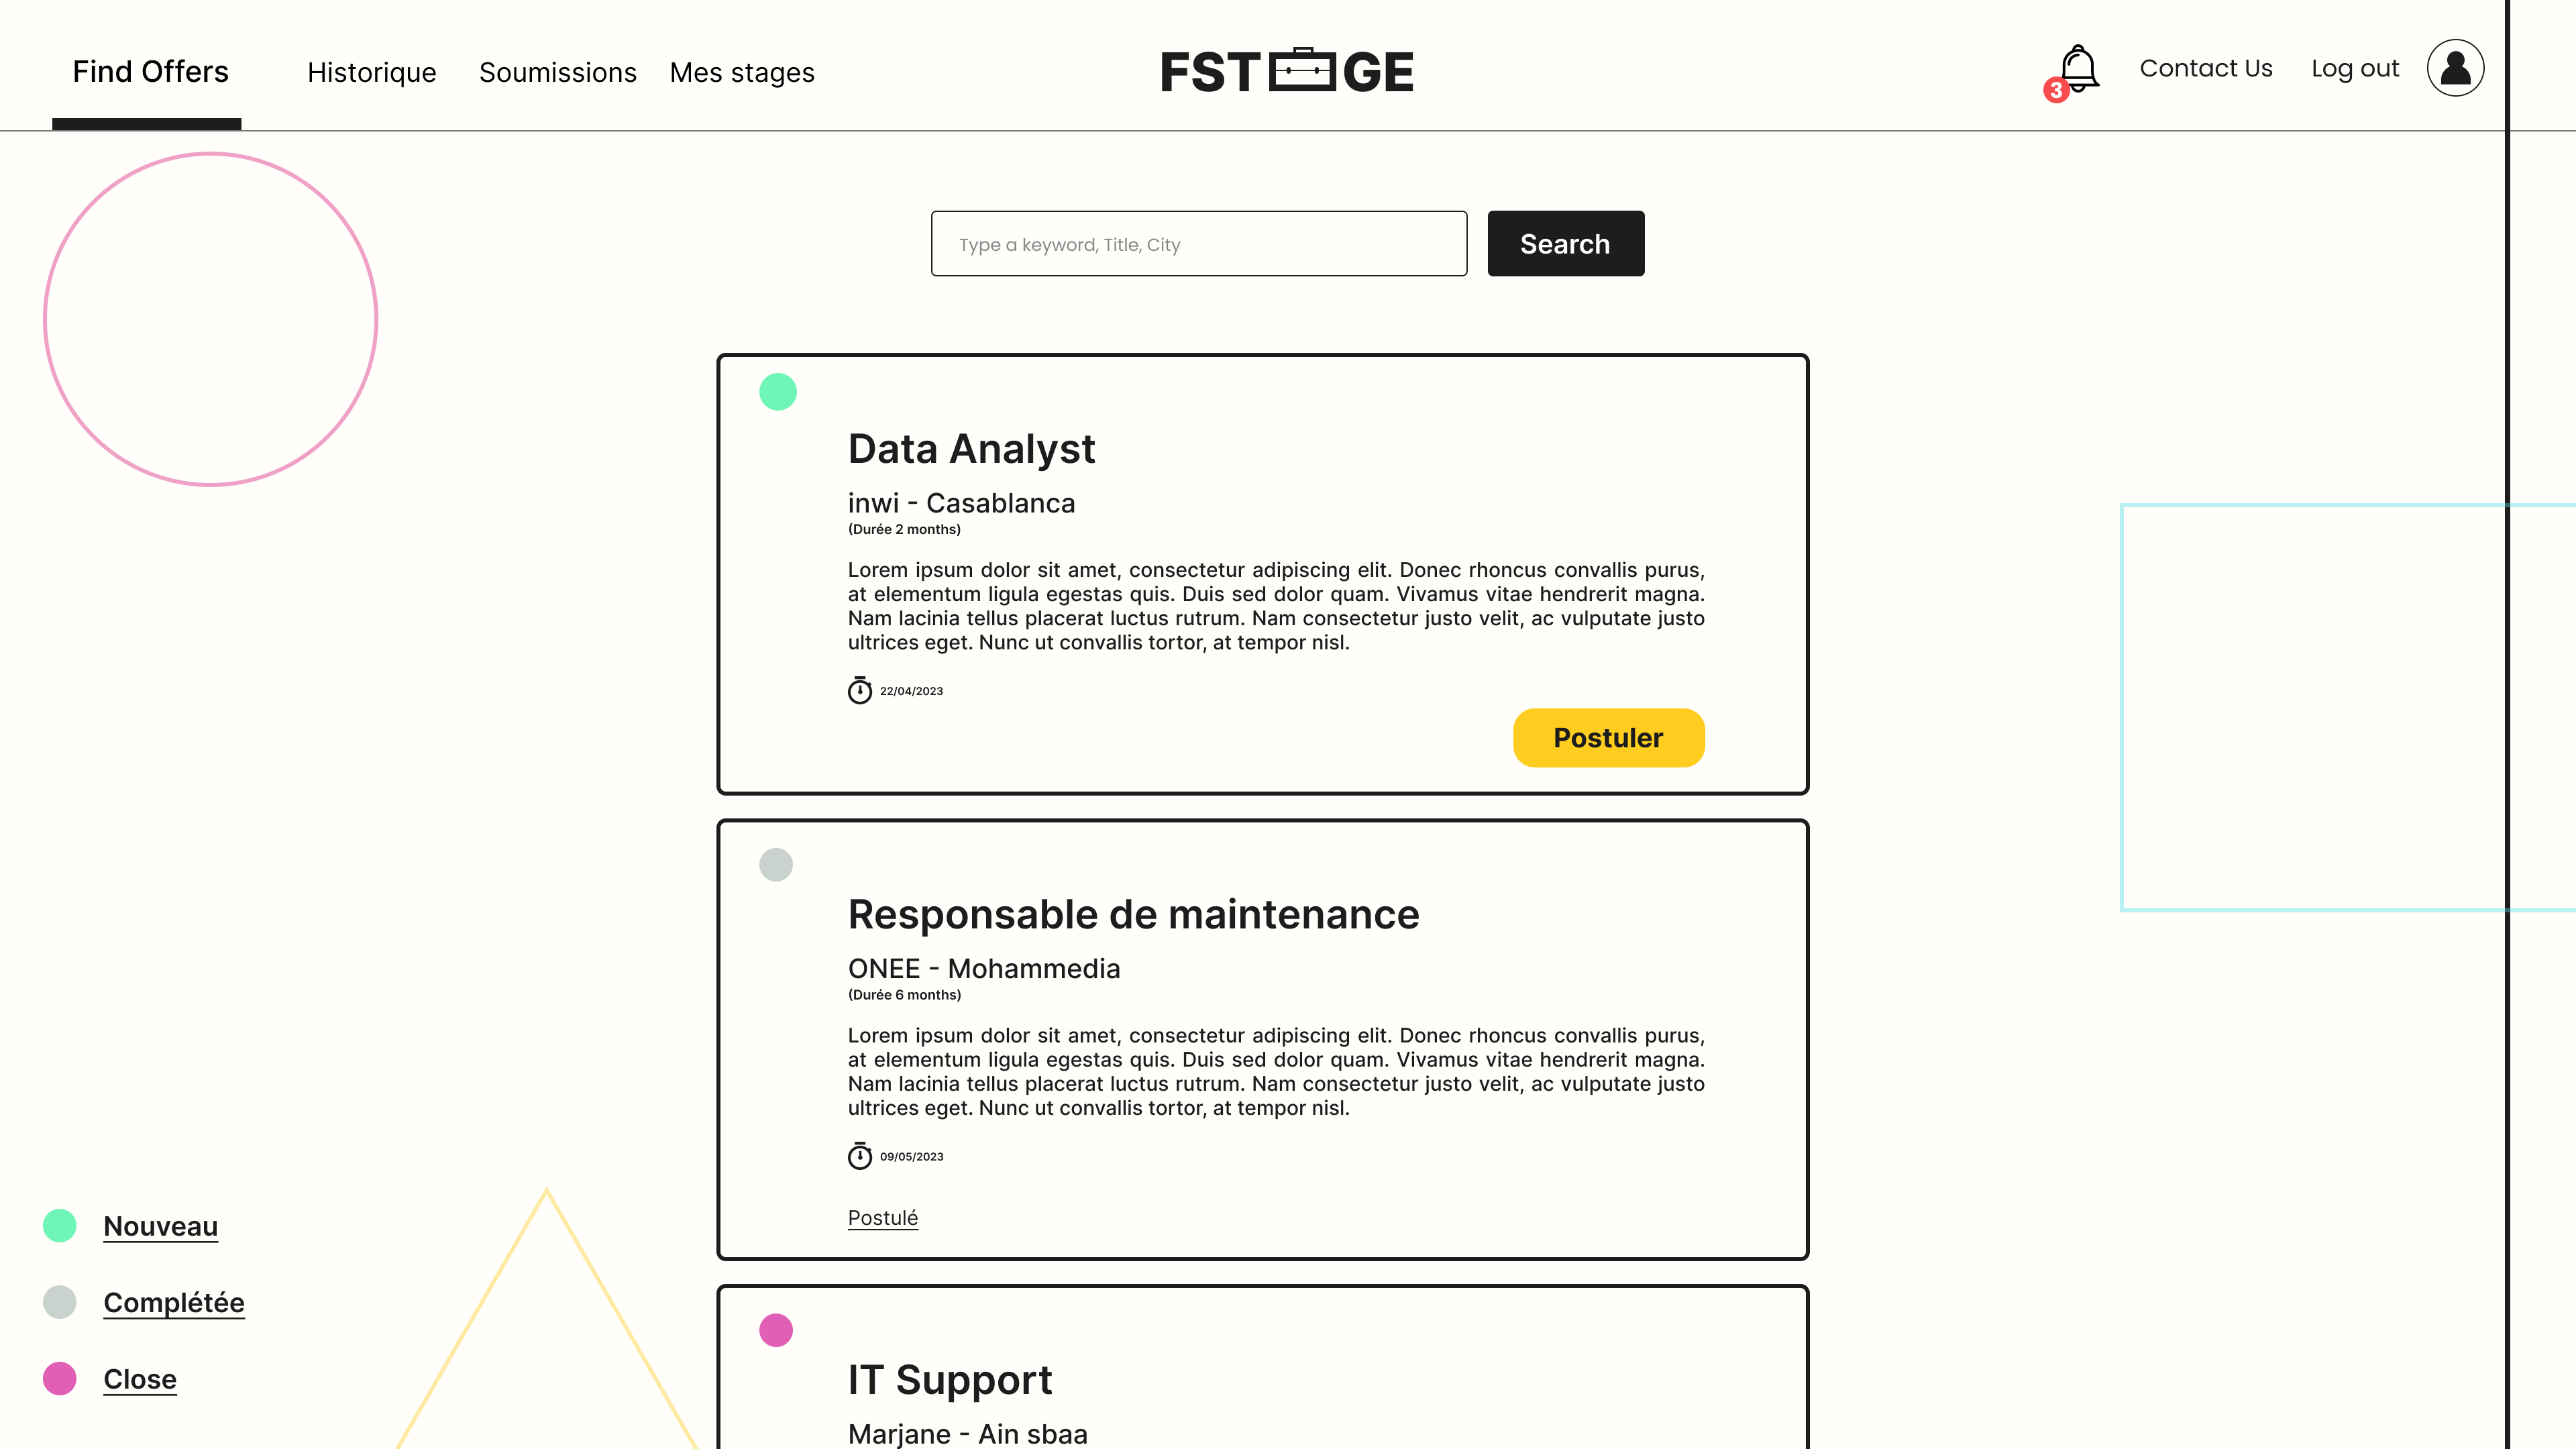 Find Offers
Historique
Soumissions
Mes stages
FST GE
3
Contact Us
Log out
Type a keyword, Title, City
Search
Data Analyst
inwi - Casablanca
(Durée 2 months)
Lorem ipsum dolor sit amet, consectetur adipiscing elit. Donec rhoncus convallis purus,
at elementum ligula egestas quis. Duis sed dolor quam. Vivamus vitae hendrerit magna.
Nam lacinia tellus placerat luctus rutrum. Nam consectetur justo velit, ac vulputate justo
ultrices eget. Nunc ut convallis tortor, at tempor nisl.
22/04/2023
Postuler
Responsable de maintenance
ONEE - Mohammedia
(Durée 6 months)
Lorem ipsum dolor sit amet, consectetur adipiscing elit. Donec rhoncus convallis purus,
at elementum ligula egestas quis. Duis sed dolor quam. Vivamus vitae hendrerit magna.
Nam lacinia tellus placerat luctus rutrum. Nam consectetur justo velit, ac vulputate justo
ultrices eget. Nunc ut convallis tortor, at tempor nisl.
09/05/2023
Postulé
IT Support
Marjane - Ain sbaa
Nouveau
Complétée
Close